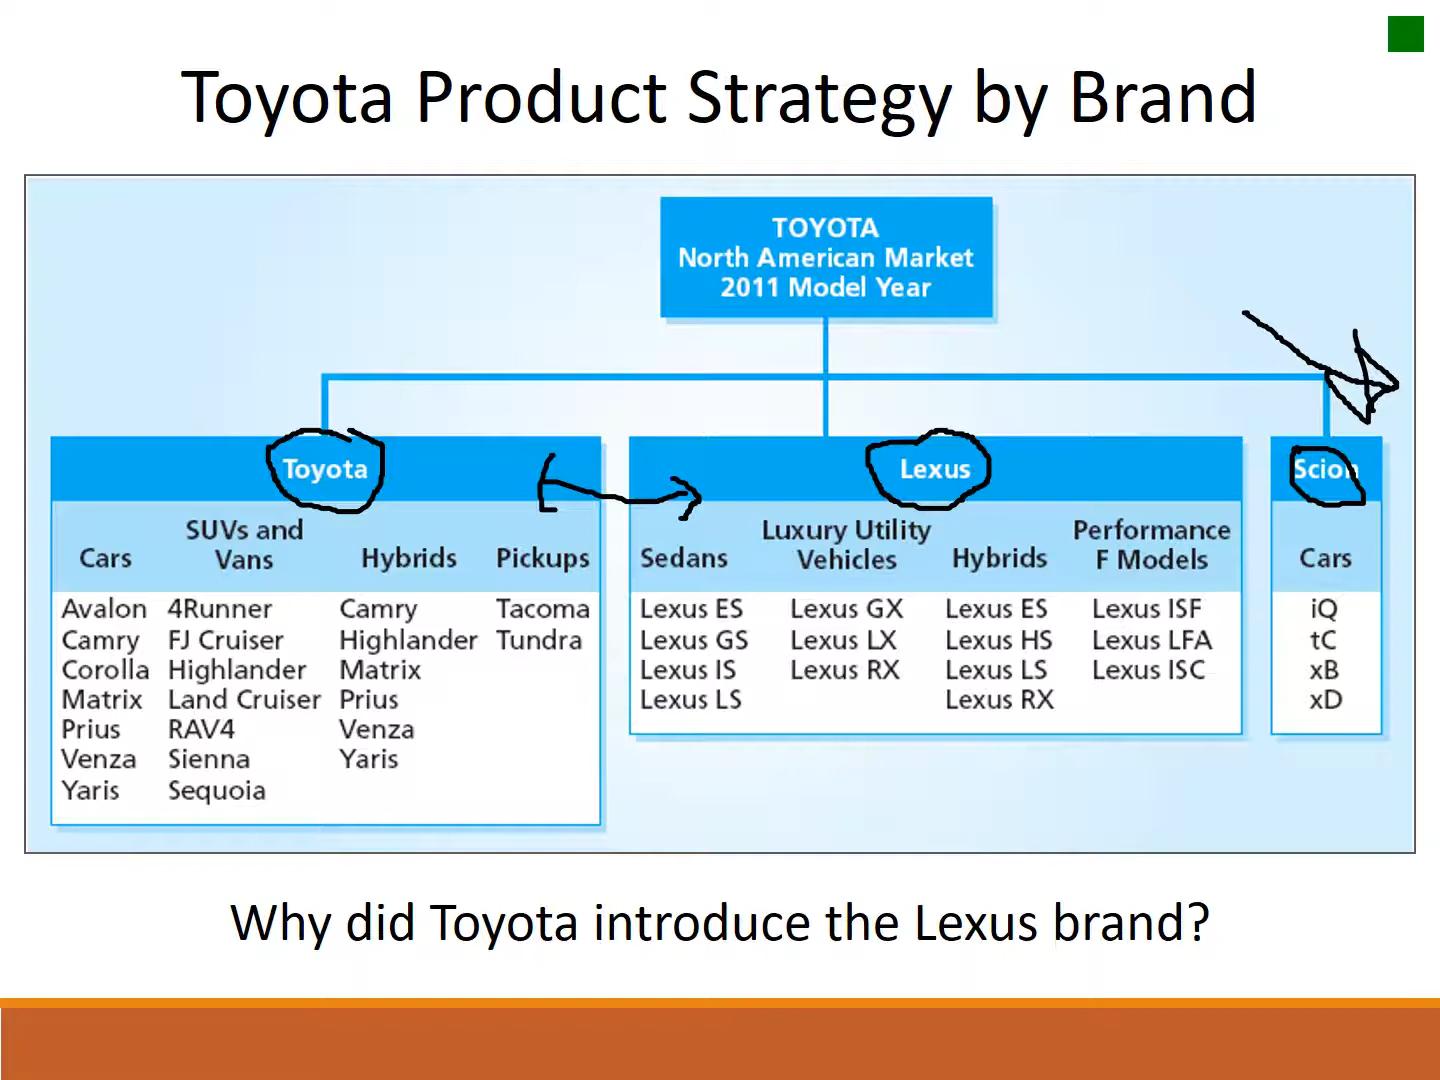 Toyota Product Strategy by Brand
TOYOTA
North American Market
2011 Model Year
Toyota
Cars
SUVs and
Vans
Hybrids
Pickups
Avalon 4Runner Camry Tacoma
Camry FJ Cruiser Highlander Tundra
Corolla Highlander Matrix
Matrix Land Cruiser Prius
Prius RAV4 Venza
Venza Sienna Yaris
Yaris Sequoia
Lexus
Sedans
Luxury Utility
Vehicles
Hybrids
Performance
F Models
Lexus ES Lexus GX Lexus ES Lexus ISF
Lexus GS Lexus LX Lexus HS Lexus LFA
Lexus IS Lexus RX Lexus LS Lexus ISC
Lexus LS Lexus RX
Scion
Cars
iQ
tC
xB
xD
Why did Toyota introduce the Lexus brand?